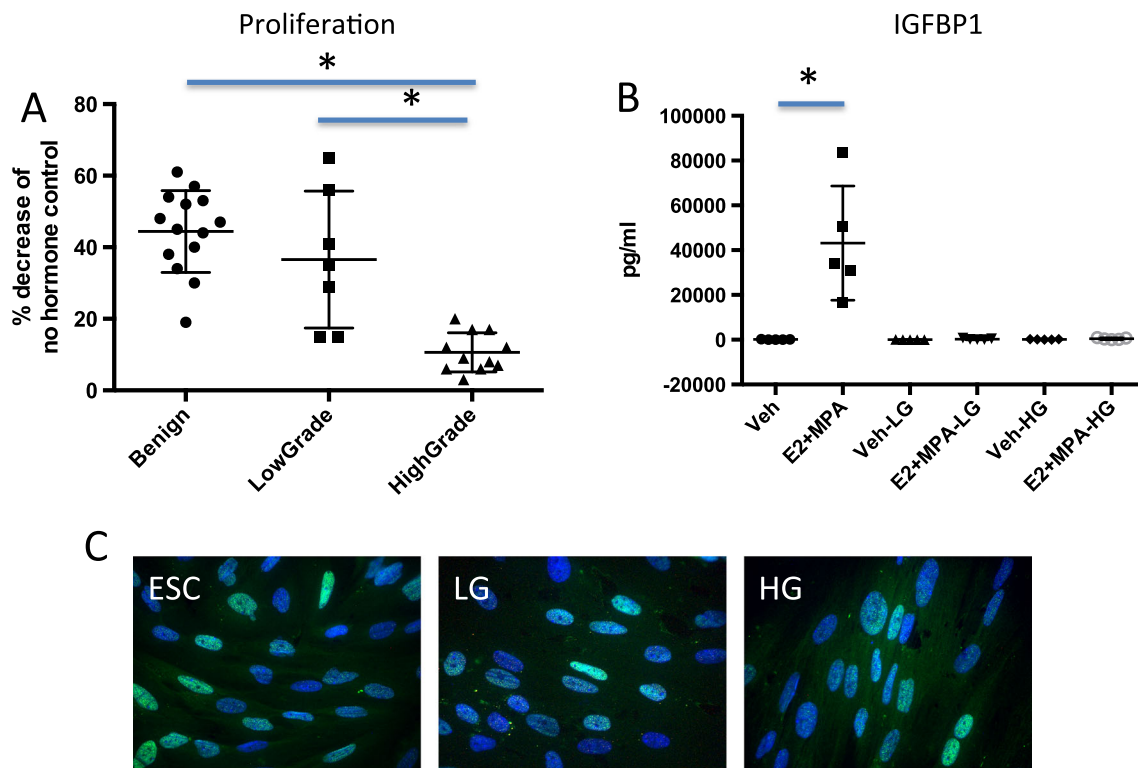 Proliferation
*
*
A
% decrease of
no hormone control
80
60
40
20
0
Benign
LowGrade
HighGrade
IGFBP1
*
B
pg/ml
100000
80000
60000
40000
20000
0
-20000
Veh
E2+MPA
Veh-LG
E2+MPA-LG
Veh-HG
E2+MPA-HG
C
ESC
LG
HG